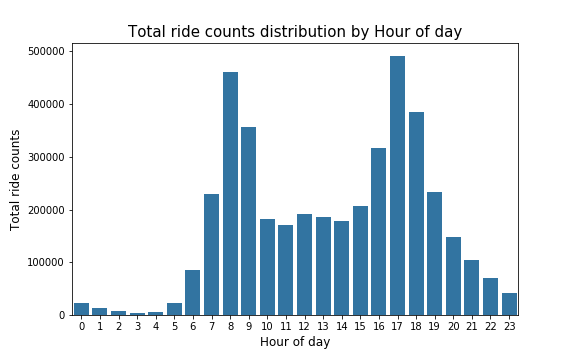 Total ride counts distribution by Hour of day
500000
400000
300000
200000
100000
0
Total ride counts
0 1 2 3 4 5 6 7 8 9 10 11 12 13 14 15 16 17 18 19 20 21 22 23
Hour of day